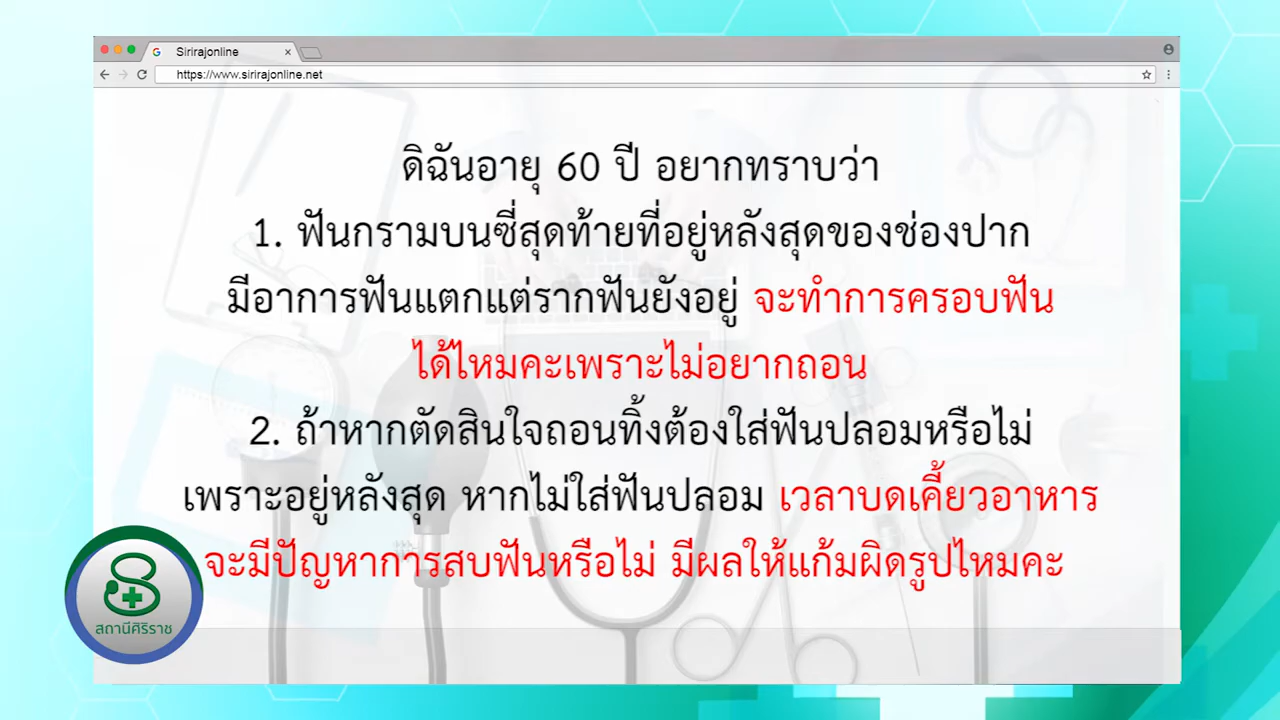 Sirirajonline
https://www.sirirajonline.net
ดิฉันอายุ 60 ปี อยากทราบว่า
1. ฟันกรามบนซี่สุดท้ายที่อยู่หลังสุดของช่องปาก
มีอาการฟันแตกแต่รากฟันยังอยู่ จะทำการครอบฟัน
ได้ไหมคะเพราะไม่อยากถอน
2. ถ้าหากตัดสินใจถอนทิ้งต้องใส่ฟันปลอมหรือไม่
เพราะอยู่หลังสุด หากไม่ใส่ฟันปลอม เวลาบดเคี้ยวอาหาร
จะมีปัญหาการสบฟันหรือไม่ มีผลให้แก้มผิดรูปไหมคะ
สถานีศิริราช